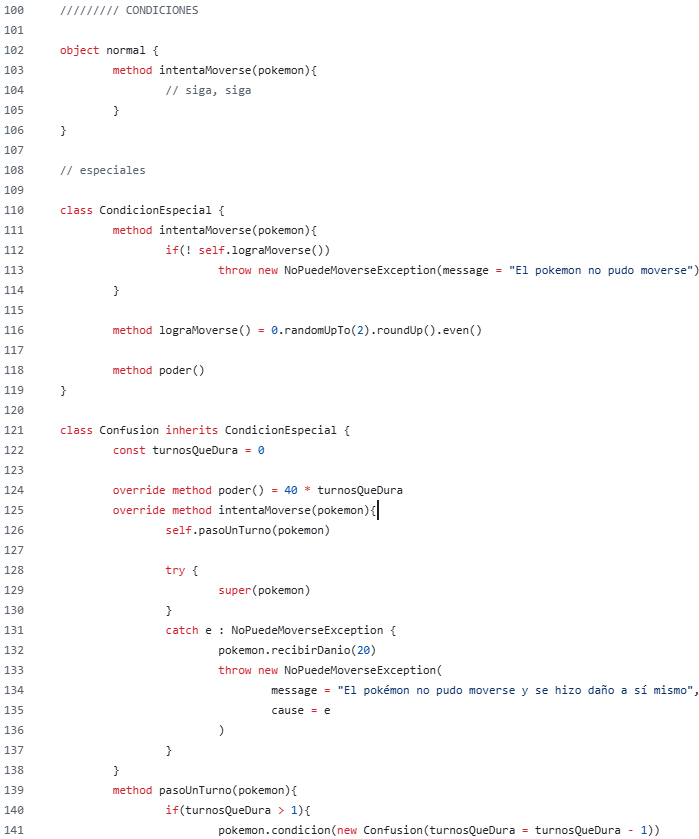 100 ///////// CONDICIONES
101
102 object normal {
103 method intentaMoverse(pokemon){
104 // siga, siga
105 }
106 }
107
108 // especiales
109
110 class CondicionEspecial {
111 method intentaMoverse(pokemon){
112 if(! self.lograMoverse())
113 throw new NoPuedeMoverseException(message = "El pokemon no pudo moverse")
114 }
115
116 method lograMoverse() = 0.randomUpTo(2).roundUp().even()
117
118 method poder()
119 }
120
121 class Confusion inherits CondicionEspecial {
122 const turnosQueDura = 0
123
124 override method poder() = 40 * turnosQueDura
125 override method intentaMoverse(pokemon){
126 self.pasoUnTurno(pokemon)
127
128 try {
129 super(pokemon)
130 }
131 catch e : NoPuedeMoverseException {
132 pokemon.recibirDanio(20)
133 throw new NoPuedeMoverseException(
134 message = "El pokémon no pudo moverse y se hizo daño a sí mismo",
135 cause = e
136 )
137 }
138 }
139 method pasoUnTurno(pokemon){
140 if(turnosQueDura > 1){
141 pokemon.condicion(new Confusion(turnosQueDura = turnosQueDura - 1))